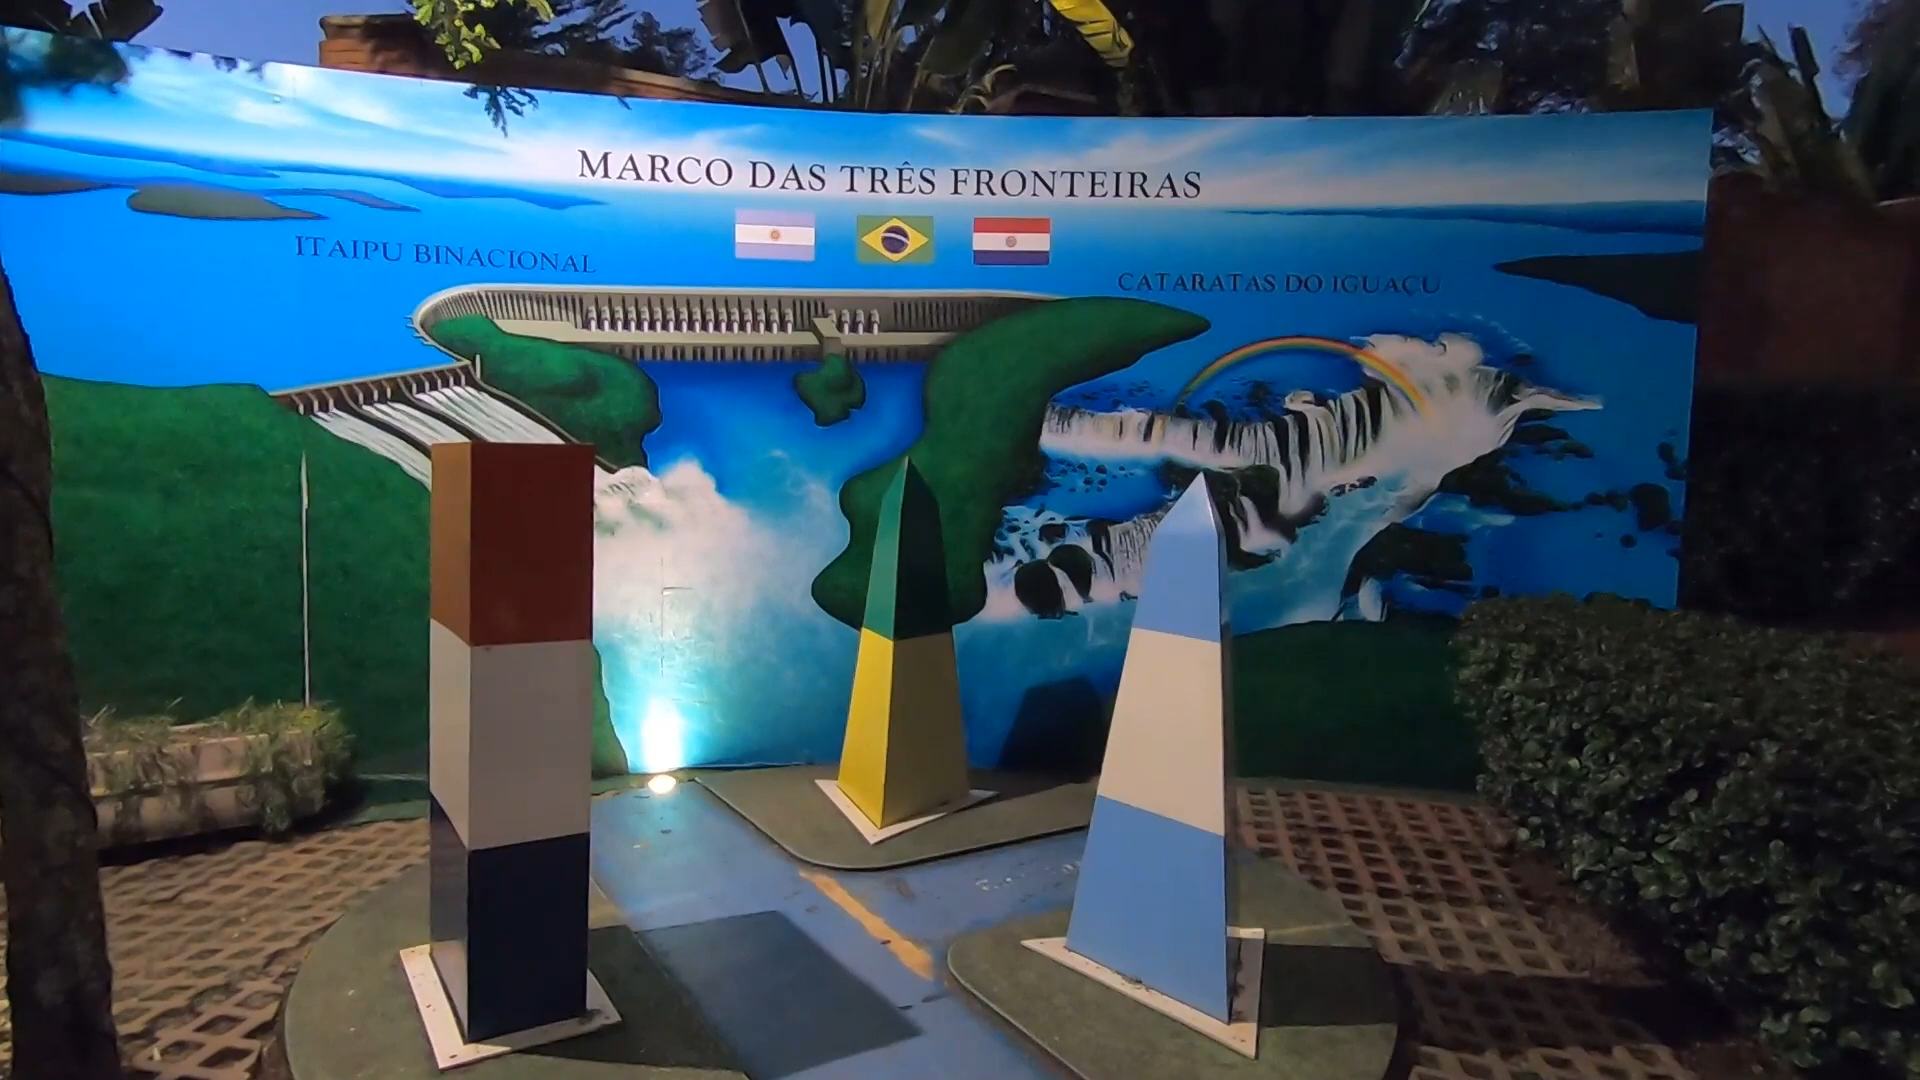 MARCO DAS TRÊS FRONTEIRAS
ITAIPU BINACIONAL
CATARATAS DO IGUAÇU